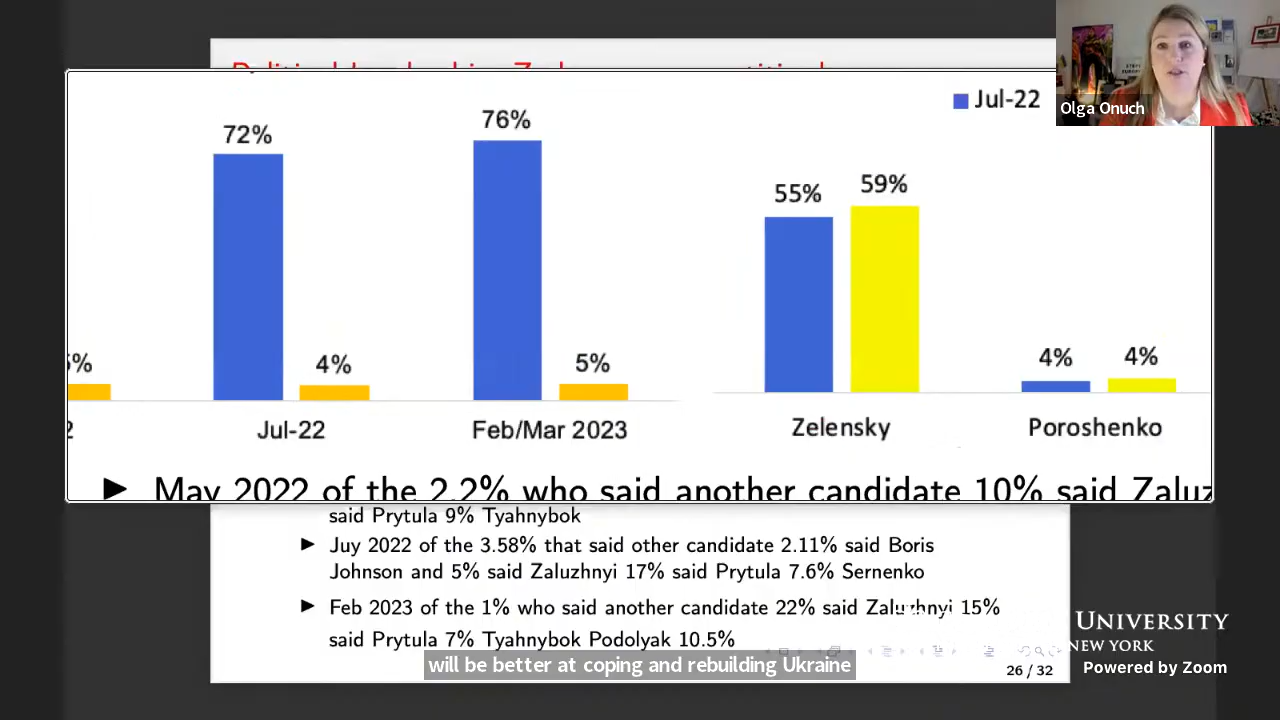 Jul-22
Olga Onuch
72%
76%
55%
59%
4%
5%
4%
4%
Jul-22
Feb/Mar 2023
Zelensky
Poroshenko
▶ May 2022 of the 2.2% who said another candidate 10% said
said Prytula 9% Tyahnybok
▶ Juy 2022 of the 3.58% that said other candidate 2.11% said Boris
Johnson and 5% said Zaluzhnyi 17% said Prytula 7.6% Sernenko
▶ Feb 2023 of the 1% who said another candidate 22% said Zaluzhnyi 15%
said Prytula 7% Tyahnybok Podolyak 10.5%
will be better at coping and rebuilding Ukraine
26 / 32
UNIVERSITY
NEW YORK
Powered by Zoom